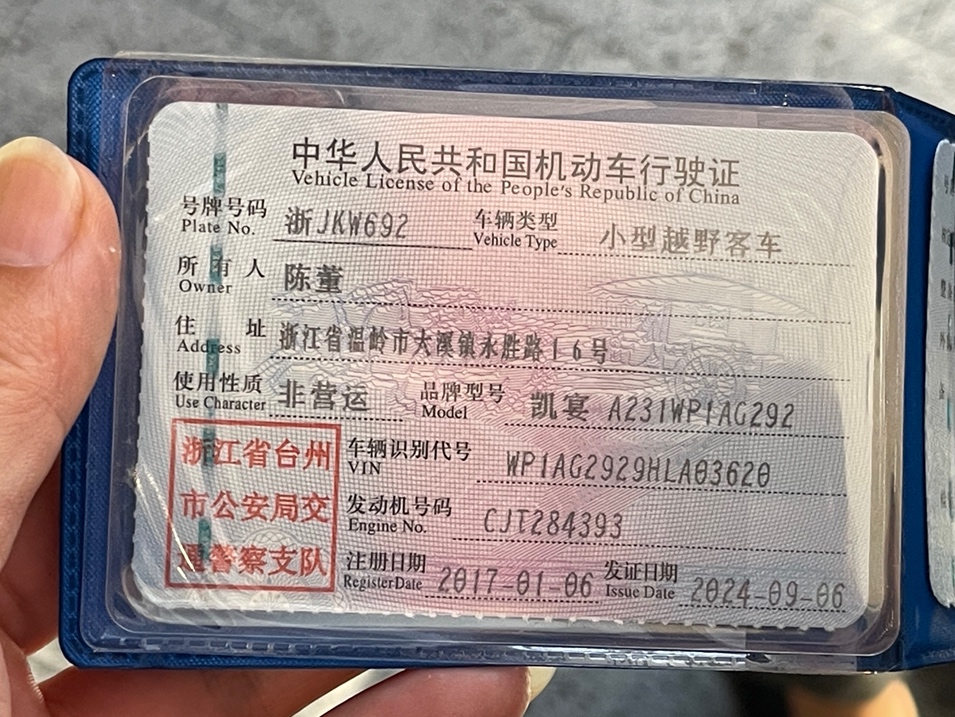 中华人民共和国机动车行驶证
Vehicle License of the People's Republic of China
号牌号码 浙JKW692 车辆类型 小型越野客车
Plate No. Vehicle Type
所有人 陈董
Owner
住址 浙江省温岭市大溪镇永胜路16号
Address
使用性质 非营运 品牌型号 凯宴 A231WP1AG292
Use Character Model
浙江省台州
市公安局交
通警察支队
车辆识别代号 WP1AG2929HLA03620
VIN
发动机号码 CJT284393
Engine No.
注册日期 2017-01-06 发证日期 2024-09-06
Register Date Issue Date